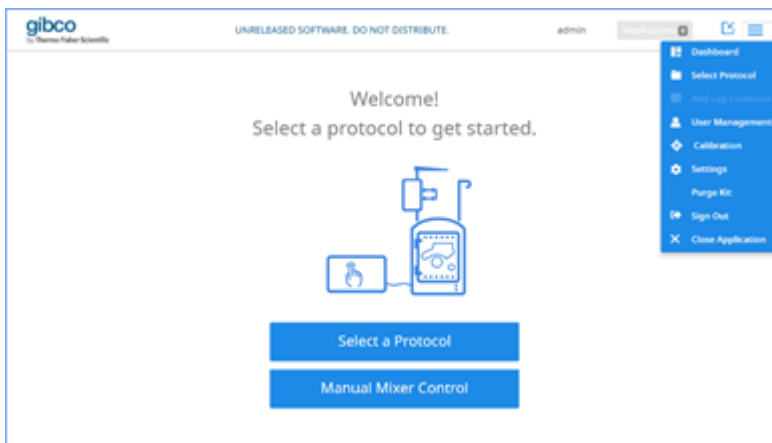 gibco
by Thermo Fisher Scientific
UNRELEASED SOFTWARE. DO NOT DISTRIBUTE.
admin
Notifications 0
Dashboard
Select Protocol
Add Log Comment
User Management
Calibration
Settings
Purge Kit
Sign Out
Close Application
Welcome!
Select a protocol to get started.
Select a Protocol
Manual Mixer Control